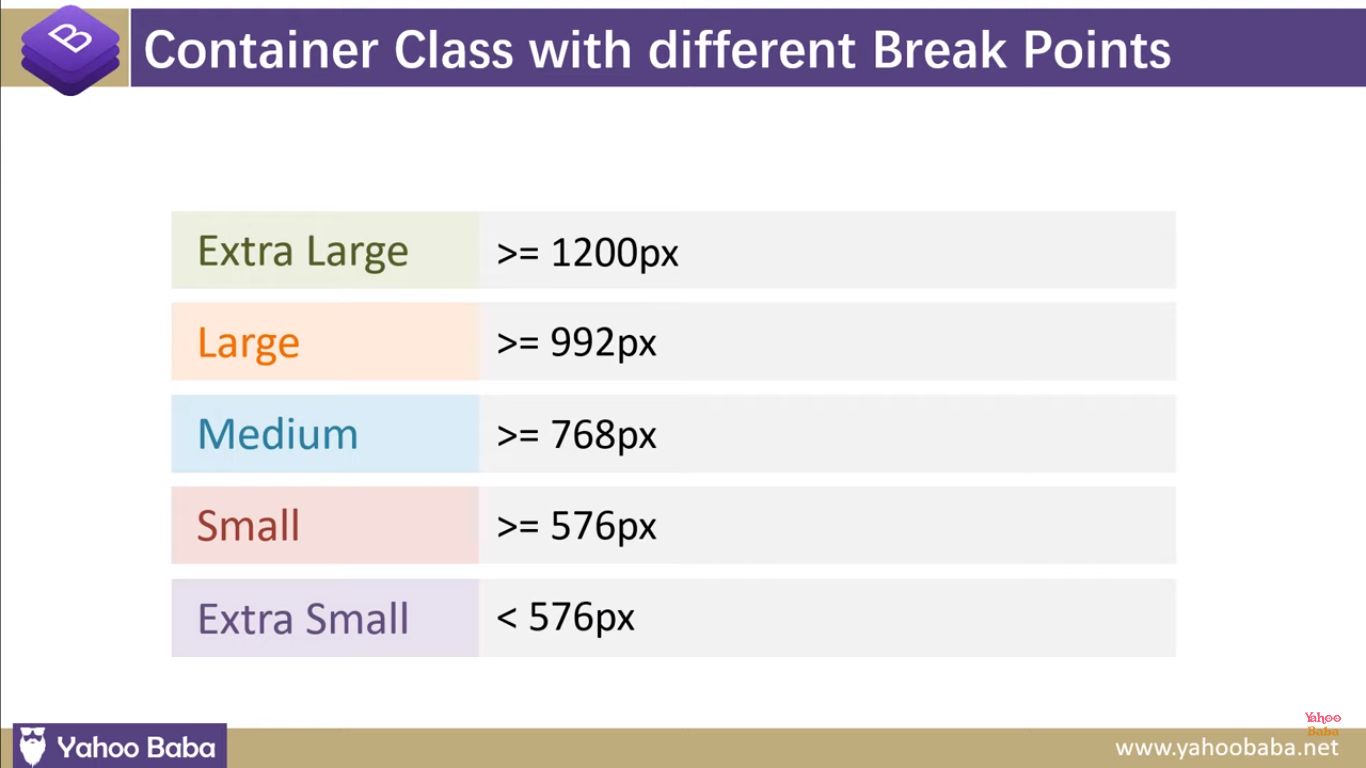 B
Container Class with different Break Points
Extra Large >= 1200px
Large >= 992px
Medium >= 768px
Small >= 576px
Extra Small < 576px
Yahoo
Baba
Yahoo Baba
www.yahoobaba.net